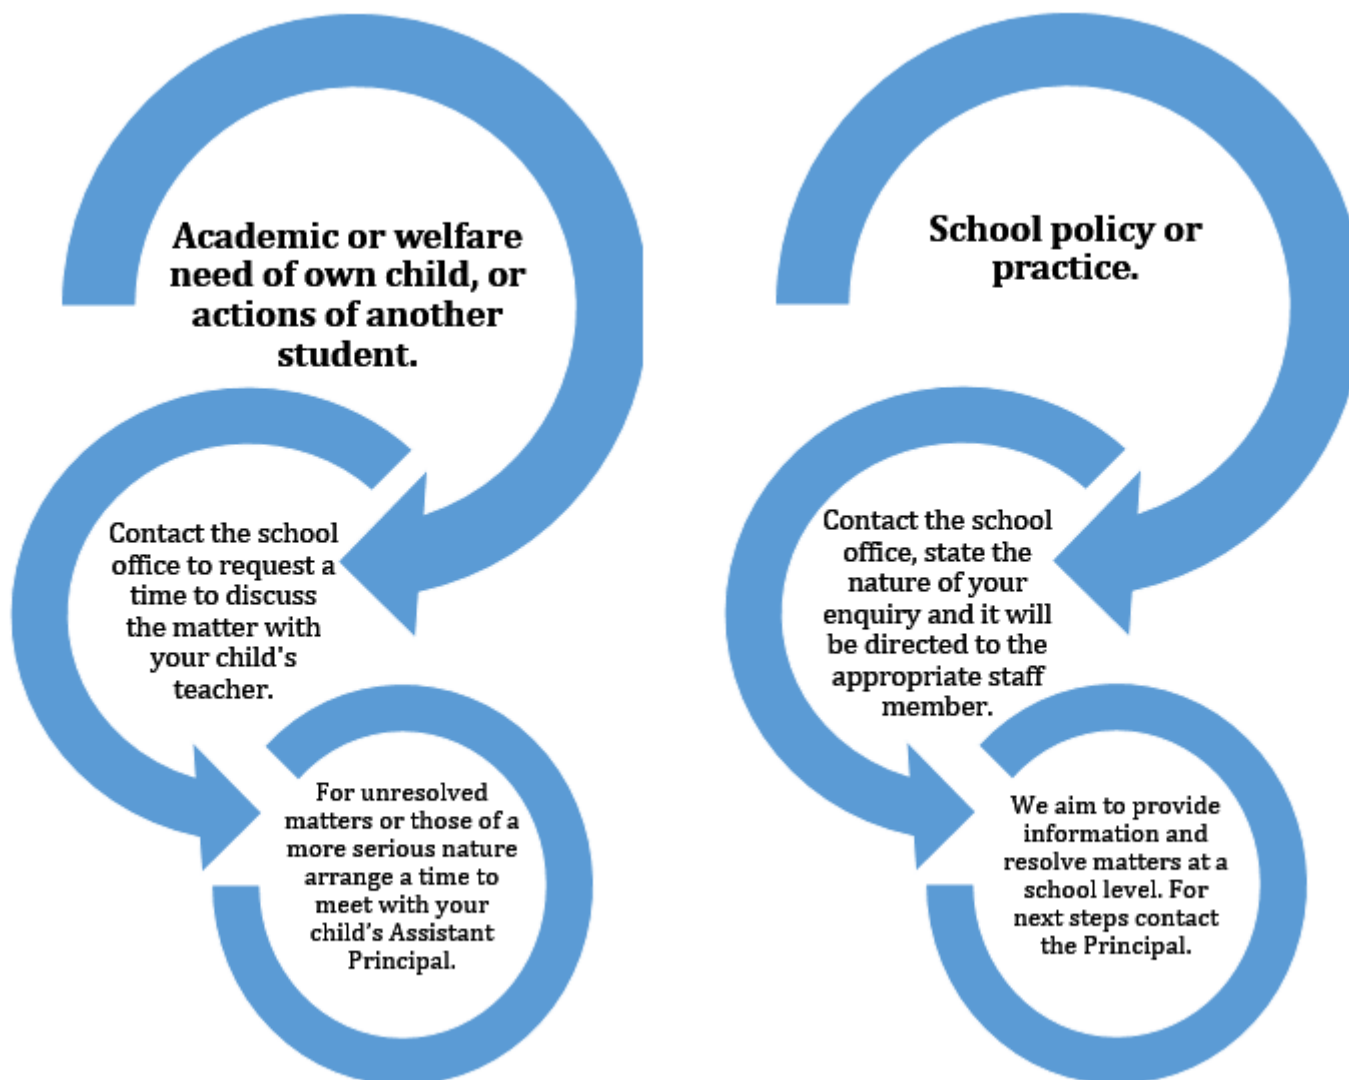 Academic or welfare
need of own child, or
actions of another
student.
Contact the school
office to request a
time to discuss
the matter with
your child's
teacher.
For unresolved
matters or those of a
more serious nature
arrange a time to
meet with your
child’s Assistant
Principal.
School policy or
practice.
Contact the school
office, state the
nature of your
enquiry and it will
be directed to the
appropriate staff
member.
We aim to provide
information and
resolve matters at a
school level. For
next steps contact
the Principal.